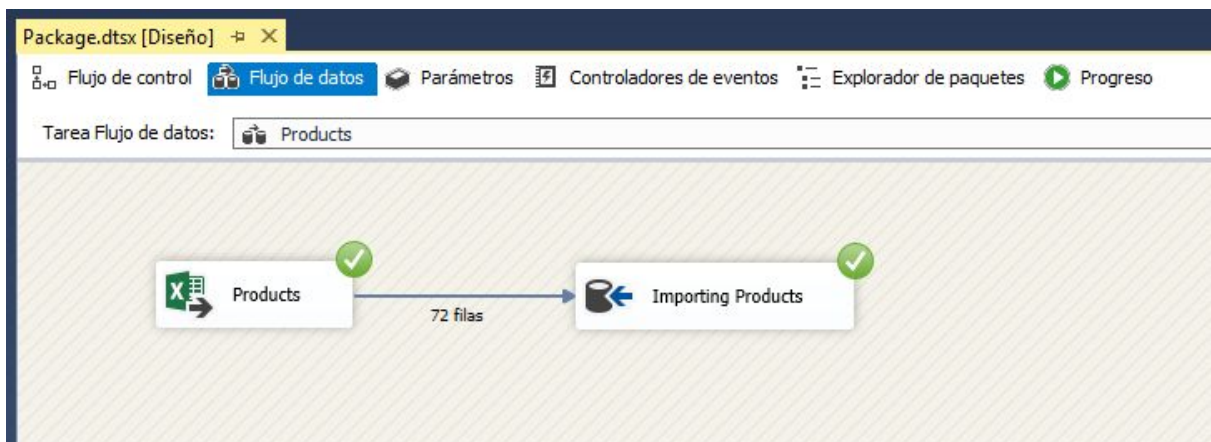 Package.dtsx [Diseño]
Flujo de control Flujo de datos Parámetros Controladores de eventos Explorador de paquetes Progreso
Tarea Flujo de datos: Products
Products
Importing Products
72 filas